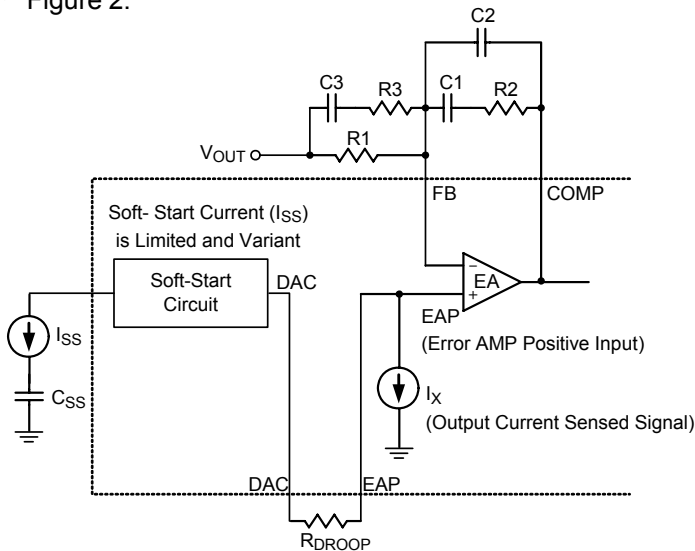 Figure 2.
C2
C3
R3
C1
R2
R1
VOUT
FB
COMP
Soft- Start Current (ISS)
is Limited and Variant
Soft-Start
Circuit
DAC
EA
−
+
EAP
(Error AMP Positive Input)
ISS
CSS
IX
(Output Current Sensed Signal)
DAC
EAP
RDROOP